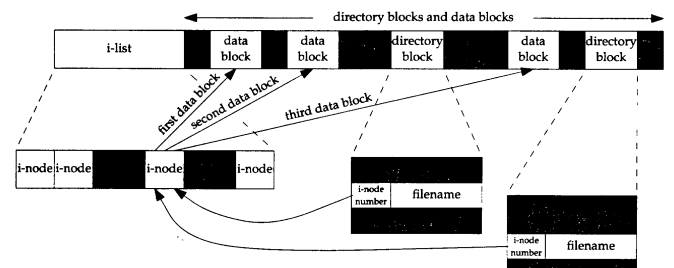 directory blocks and data blocks
i-list
data
block
data
block
directory
block
data
block
directory
block
first data block
second data block
third data block
i-node
i-node
i-node
i-node
i-node
number
filename
i-node
number
filename